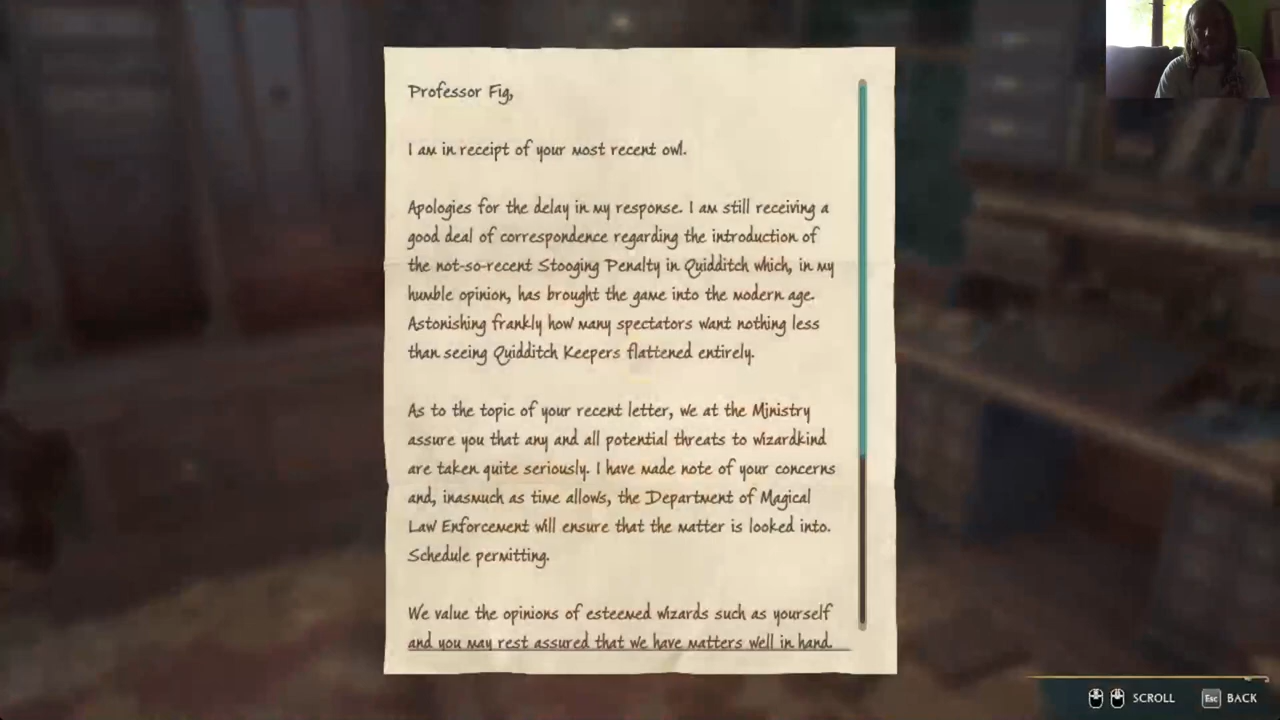 Professor Fig,
I am in receipt of your most recent owl.
Apologies for the delay in my response. I am still receiving a
good deal of correspondence regarding the introduction of
the not-so-recent Stooging Penalty in Quidditch which, in my
humble opinion, has brought the game into the modern age.
Astonishing frankly how many spectators want nothing less
than seeing Quidditch Keepers flattened entirely.
As to the topic of your recent letter, we at the Ministry
assure you that any and all potential threats to wizardkind
are taken quite seriously. I have made note of your concerns
and, inasmuch as time allows, the Department of Magical
Law Enforcement will ensure that the matter is looked into.
Schedule permitting.
We value the opinions of esteemed wizards such as yourself
and you may rest assured that we have matters well in hand.
SCROLL
Esc BACK